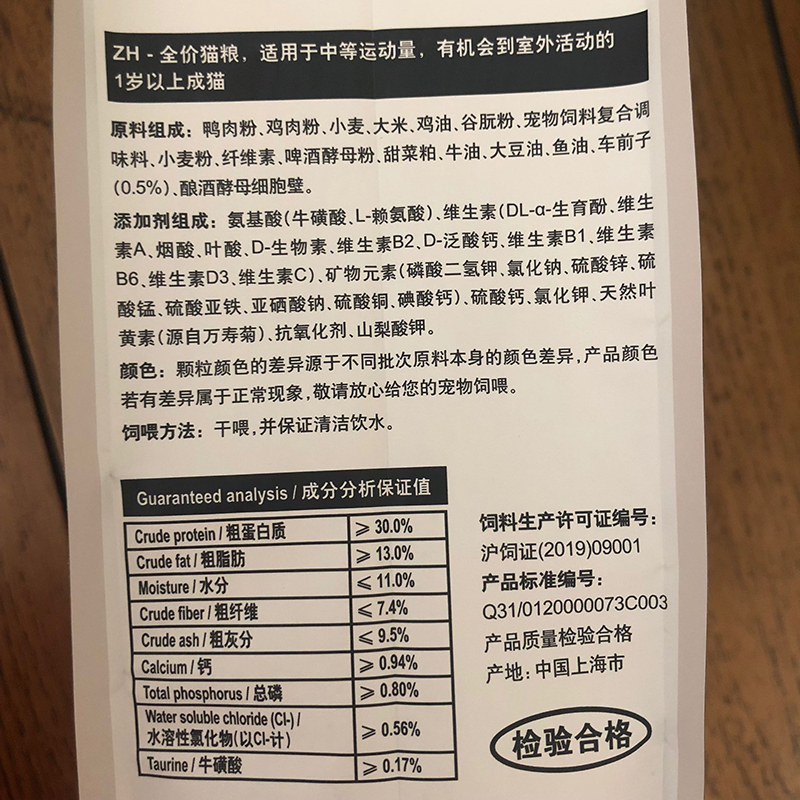 ZH - 全价猫粮，适用于中等运动量，有机会到室外活动的
1岁以上成猫
原料组成：鸭肉粉、鸡肉粉、小麦、大米、鸡油、谷朊粉、宠物饲料复合调
味料、小麦粉、纤维素、啤酒酵母粉、甜菜粕、牛油、大豆油、鱼油、车前子
(0.5%)、酿酒酵母细胞壁。
添加剂组成：氨基酸(牛磺酸、L-赖氨酸)、维生素(DL-α-生育酚、维生
素A、烟酸、叶酸、D-生物素、维生素B2、D-泛酸钙、维生素B1、维生素
B6、维生素D3、维生素C)、矿物元素(磷酸二氢钾、氯化钠、硫酸锌、硫
酸锰、硫酸亚铁、亚硒酸钠、硫酸铜、碘酸钙)、硫酸钙、氯化钾、天然叶
黄素(源自万寿菊)、抗氧化剂、山梨酸钾。
颜色：颗粒颜色的差异源于不同批次原料本身的颜色差异，产品颜色
若有差异属于正常现象，敬请放心给您的宠物饲喂。
饲喂方法：干喂，并保证清洁饮水。
Guaranteed analysis / 成分分析保证值
Crude protein / 粗蛋白质 ⩾ 30.0%
Crude fat / 粗脂肪 ⩾ 13.0%
Moisture / 水分 ⩽ 11.0%
Crude fiber / 粗纤维 ⩽ 7.4%
Crude ash / 粗灰分 ⩽ 9.5%
Calcium / 钙 ⩾ 0.94%
Total phosphorus / 总磷 ⩾ 0.80%
Water soluble chloride (Cl-) /
水溶性氯化物(以Cl-计) ⩾ 0.56%
Taurine / 牛磺酸 ⩾ 0.17%
饲料生产许可证编号：
沪饲证(2019)09001
产品标准编号：
Q31/0120000073C003
产品质量检验合格
产地：中国上海市
检验合格